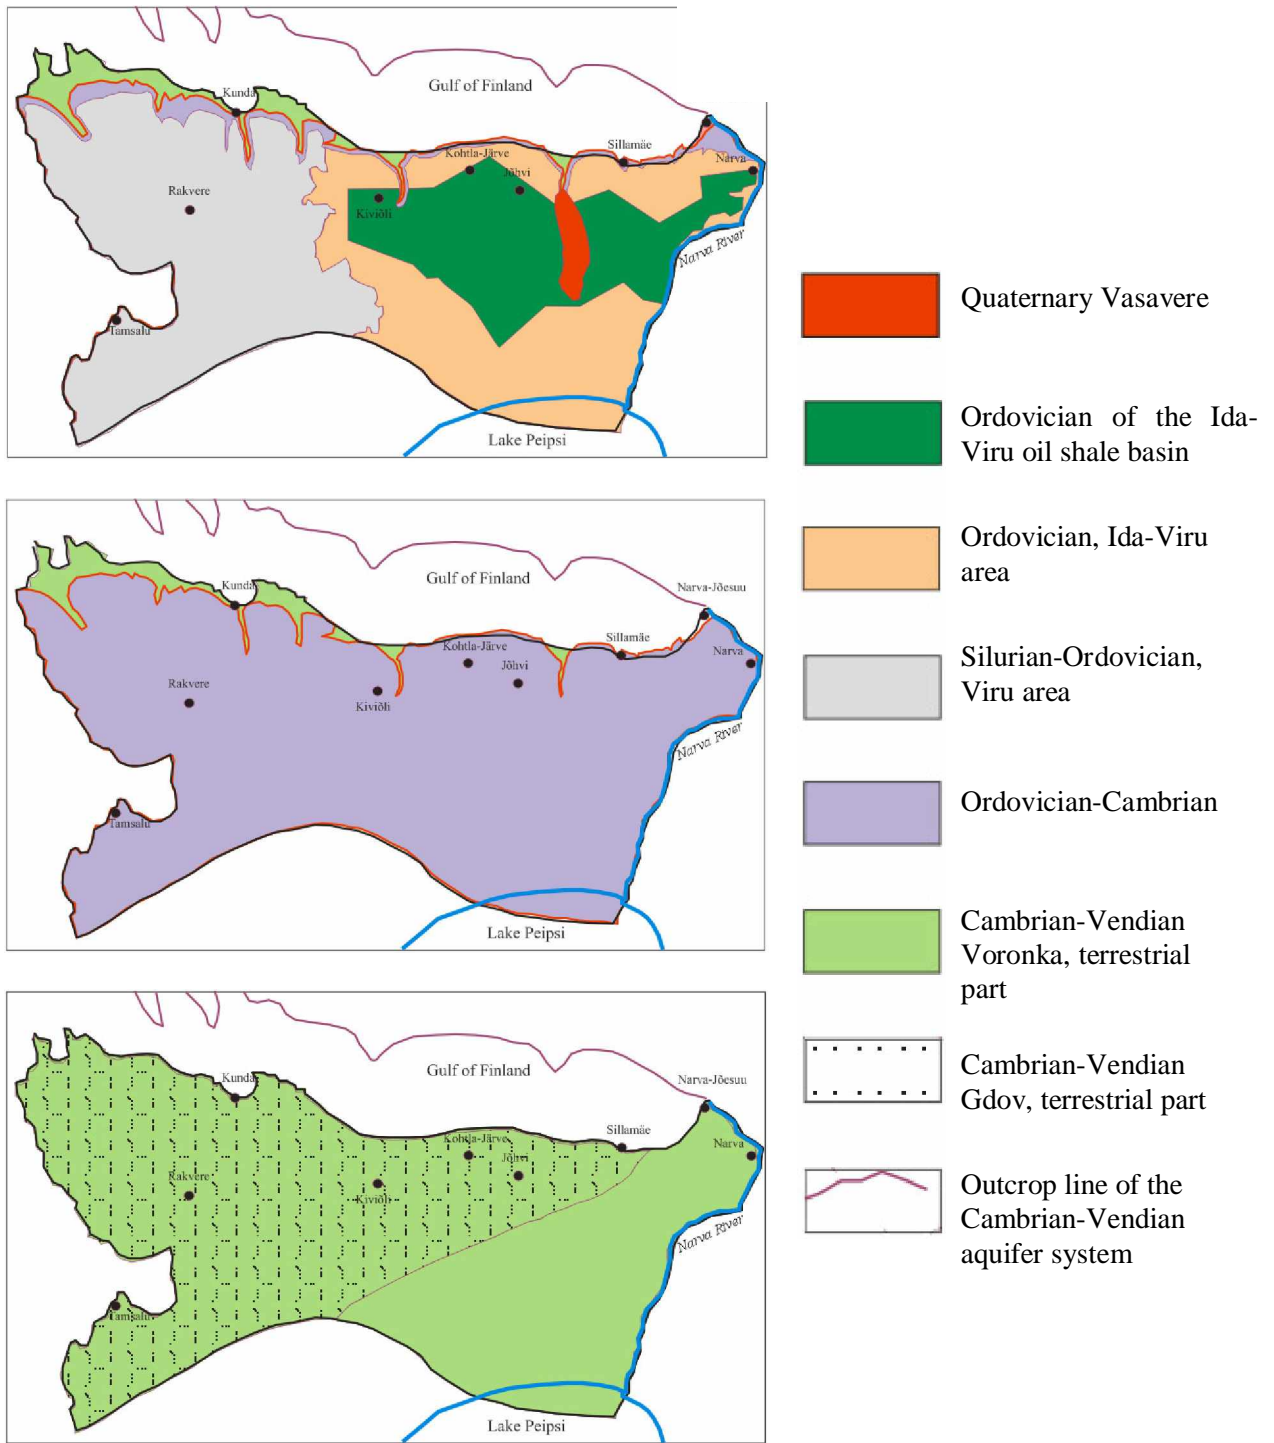 Gulf of Finland
Kunda
Kohtla-Järve
Sillamäe
Jõhvi
Narva
Rakvere
Kiviõli
Narva River
Tamsalu
Lake Peipsi
Gulf of Finland
Kunda
Narva-Jõesuu
Kohtla-Järve
Sillamäe
Jõhvi
Narva
Rakvere
Kiviõli
Narva River
Tamsalu
Lake Peipsi
Gulf of Finland
Kunda
Narva-Jõesuu
Kohtla-Järve
Sillamäe
Jõhvi
Narva
Rakvere
Kiviõli
Narva River
Tamsalu
Lake Peipsi
Quaternary Vasavere
Ordovician of the Ida-
Viru oil shale basin
Ordovician, Ida-Viru
area
Silurian-Ordovician,
Viru area
Ordovician-Cambrian
Cambrian-Vendian
Voronka, terrestrial
part
Cambrian-Vendian
Gdov, terrestrial part
Outcrop line of the
Cambrian-Vendian
aquifer system